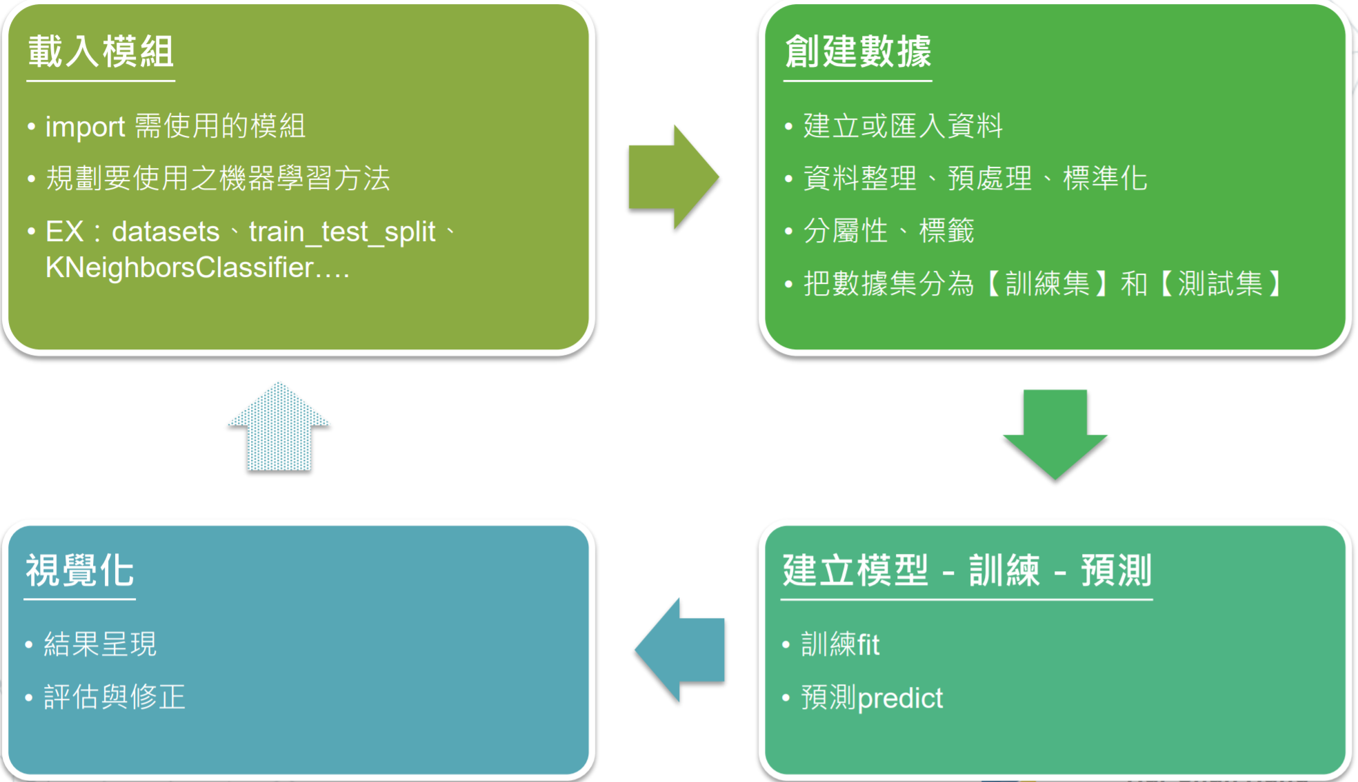 載入模組
• import 需使用的模組
• 規劃要使用之機器學習方法
• EX：datasets、train_test_split、
KNeighborsClassifier….
創建數據
• 建立或匯入資料
• 資料整理、預處理、標準化
• 分屬性、標籤
• 把數據集分為【訓練集】和【測試集】
視覺化
• 結果呈現
• 評估與修正
建立模型 - 訓練 - 預測
• 訓練fit
• 預測predict